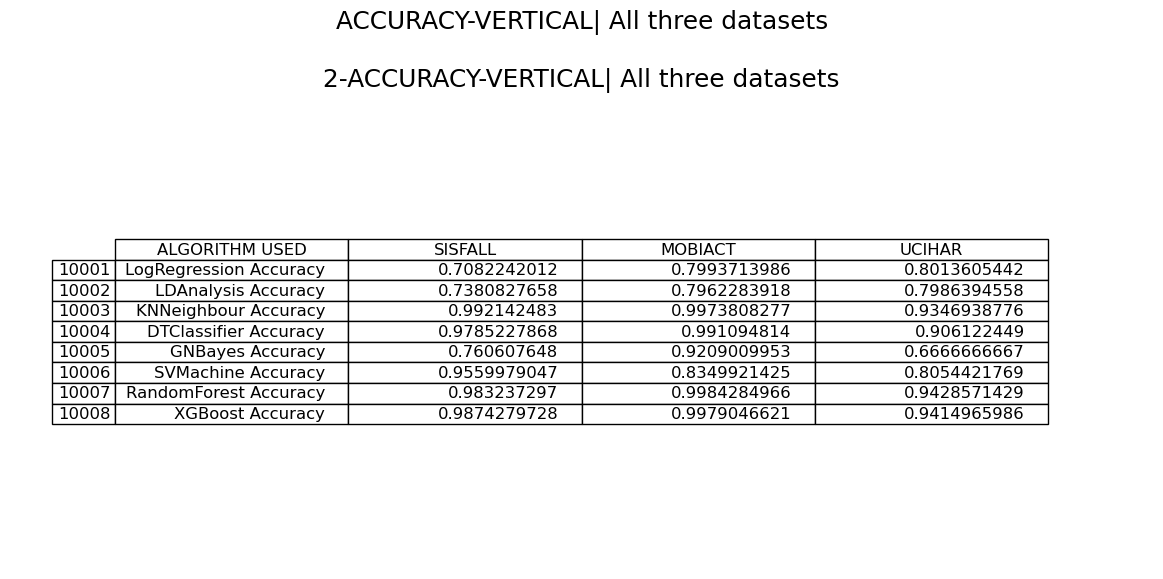 ACCURACY-VERTICAL| All three datasets
2-ACCURACY-VERTICAL| All three datasets
ALGORITHM USED SISFALL MOBIACT UCIHAR
10001 LogRegression Accuracy 0.7082242012 0.7993713986 0.8013605442
10002 LDAnalysis Accuracy 0.7380827658 0.7962283918 0.7986394558
10003 KNNeighbour Accuracy 0.992142483 0.9973808277 0.9346938776
10004 DTClassifier Accuracy 0.9785227868 0.991094814 0.906122449
10005 GNBayes Accuracy 0.760607648 0.9209009953 0.6666666667
10006 SVMachine Accuracy 0.9559979047 0.8349921425 0.8054421769
10007 RandomForest Accuracy 0.983237297 0.9984284966 0.9428571429
10008 XGBoost Accuracy 0.9874279728 0.9979046621 0.9414965986